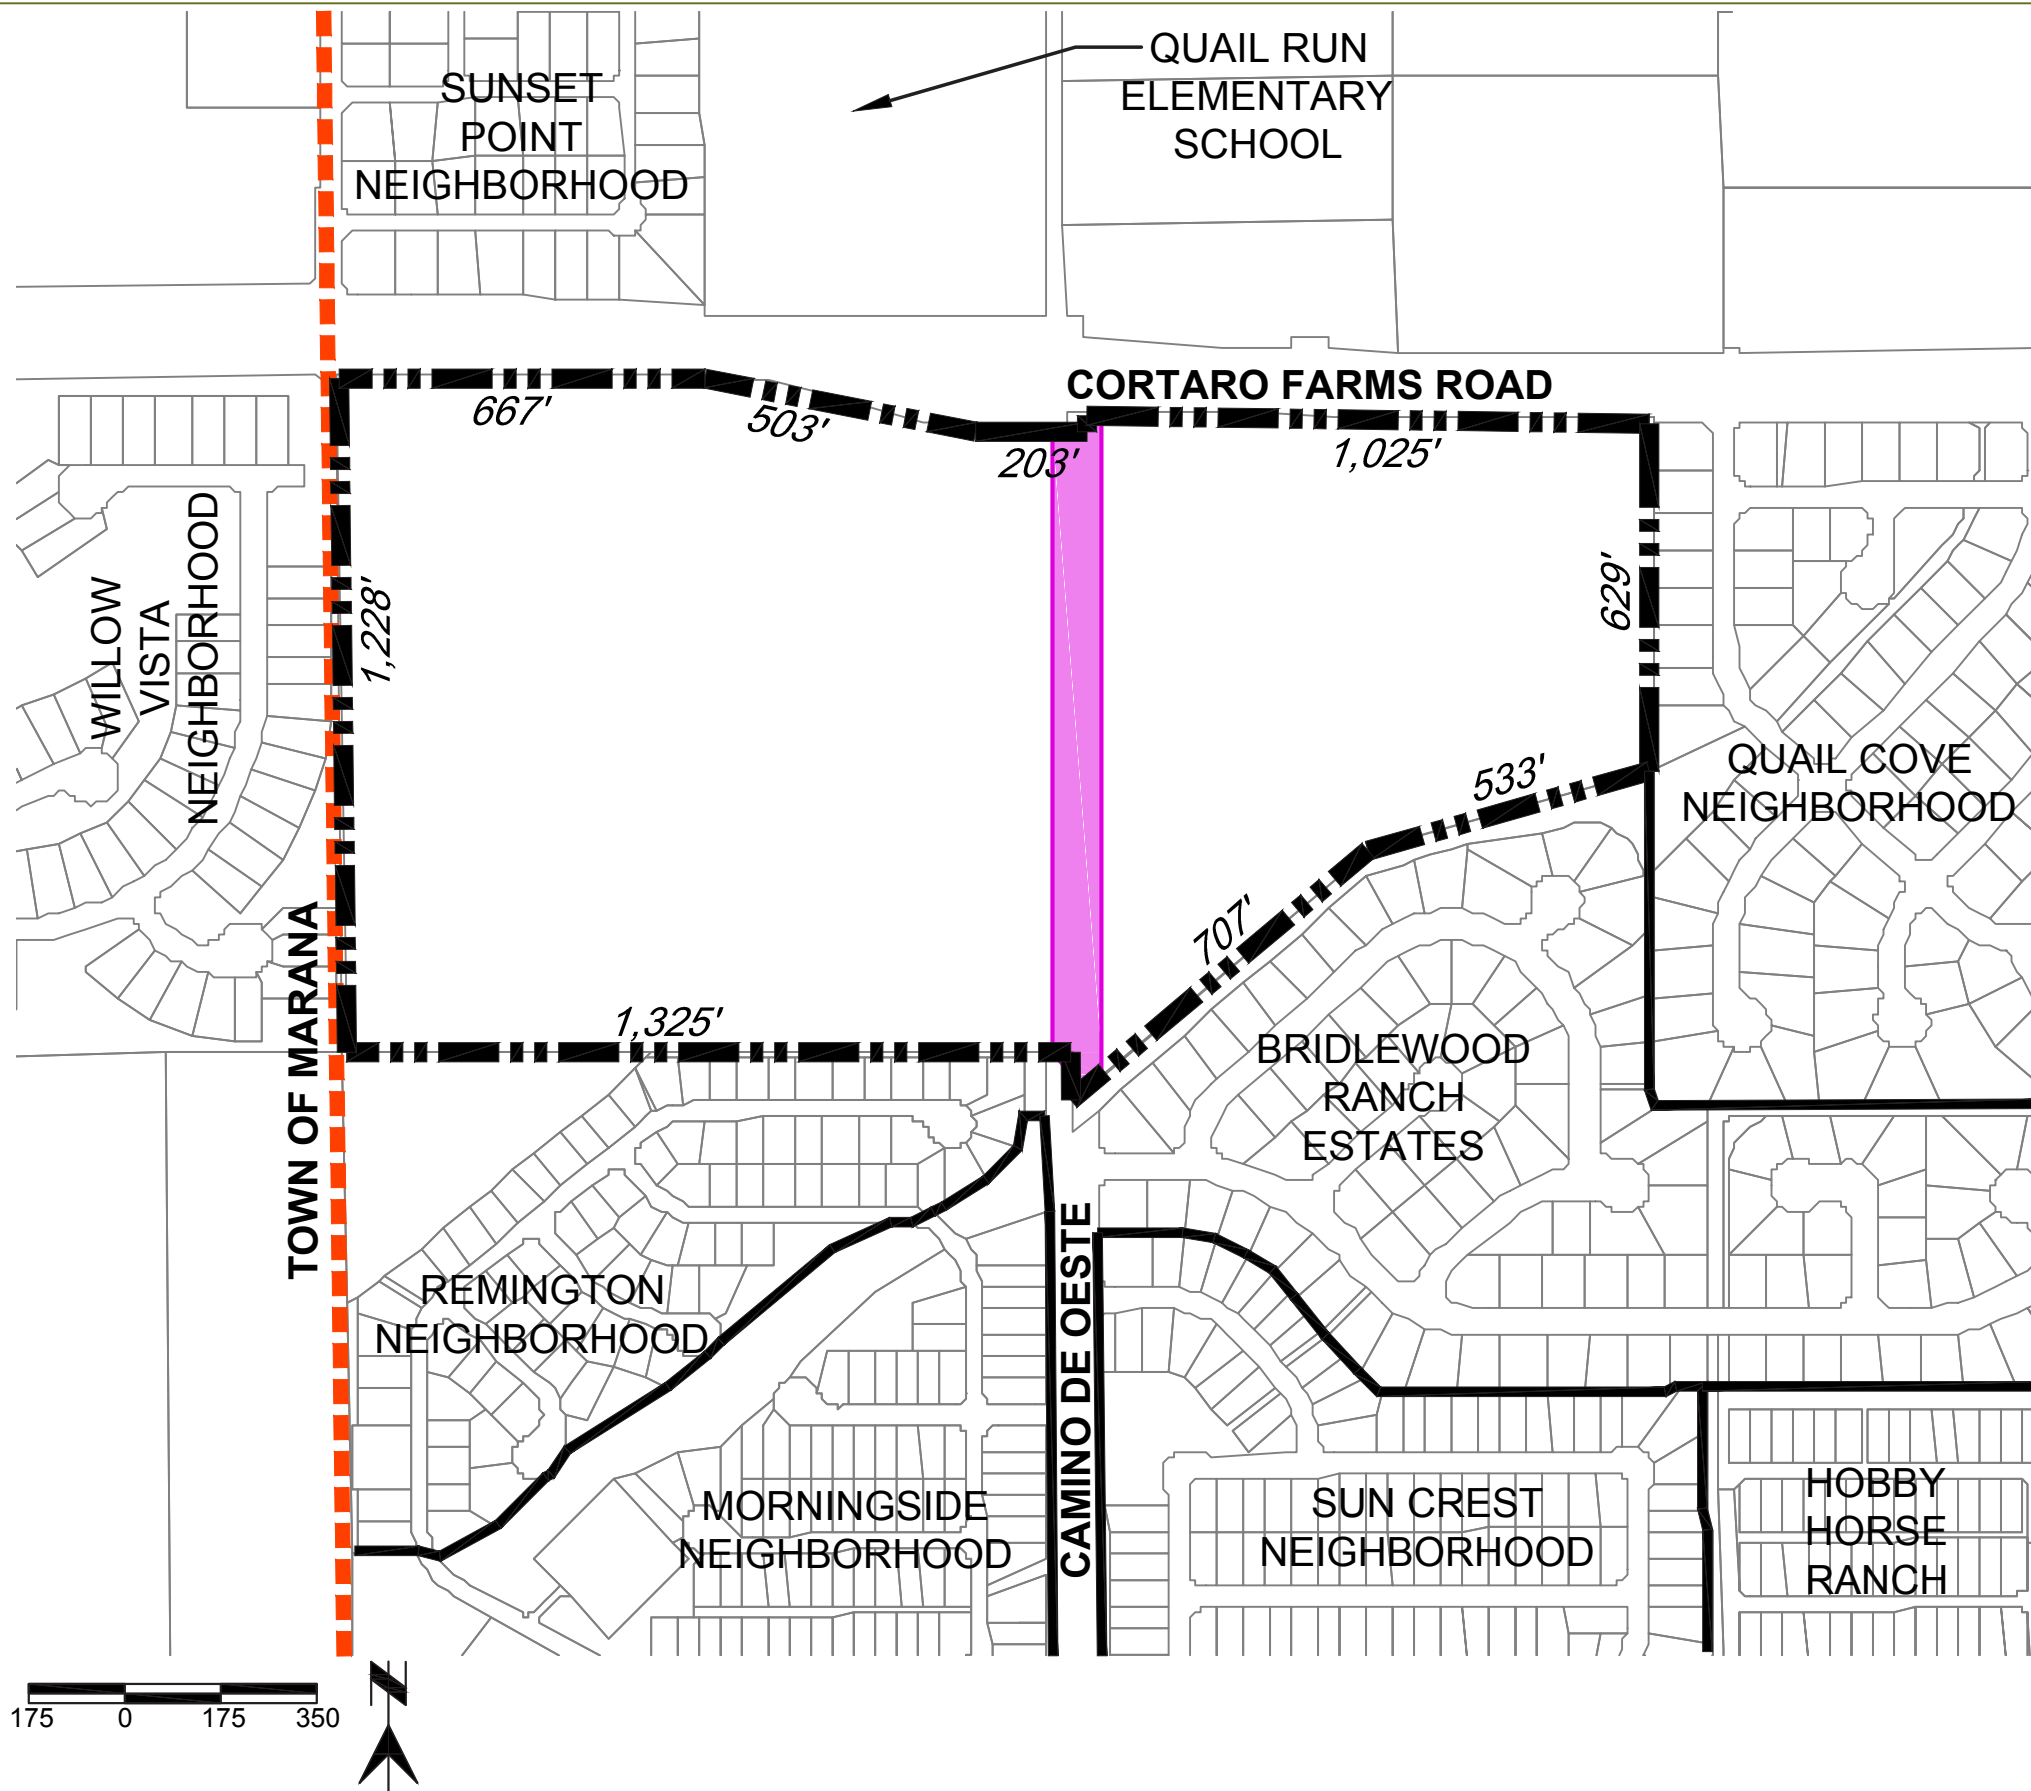 QUAIL RUN
ELEMENTARY
SCHOOL
SUNSET
POINT
NEIGHBORHOOD
CORTARO FARMS ROAD
667'
503'
203'
1,025'
WILLOW
VISTA
NEIGHBORHOOD
1,228'
629'
533'
QUAIL COVE
NEIGHBORHOOD
707'
TOWN OF MARANA
1,325'
BRIDLEWOOD
RANCH
ESTATES
CAMINO DE OESTE
REMINGTON
NEIGHBORHOOD
MORNINGSIDE
NEIGHBORHOOD
SUN CREST
NEIGHBORHOOD
HOBBY
HORSE
RANCH
175 0 175 350
N